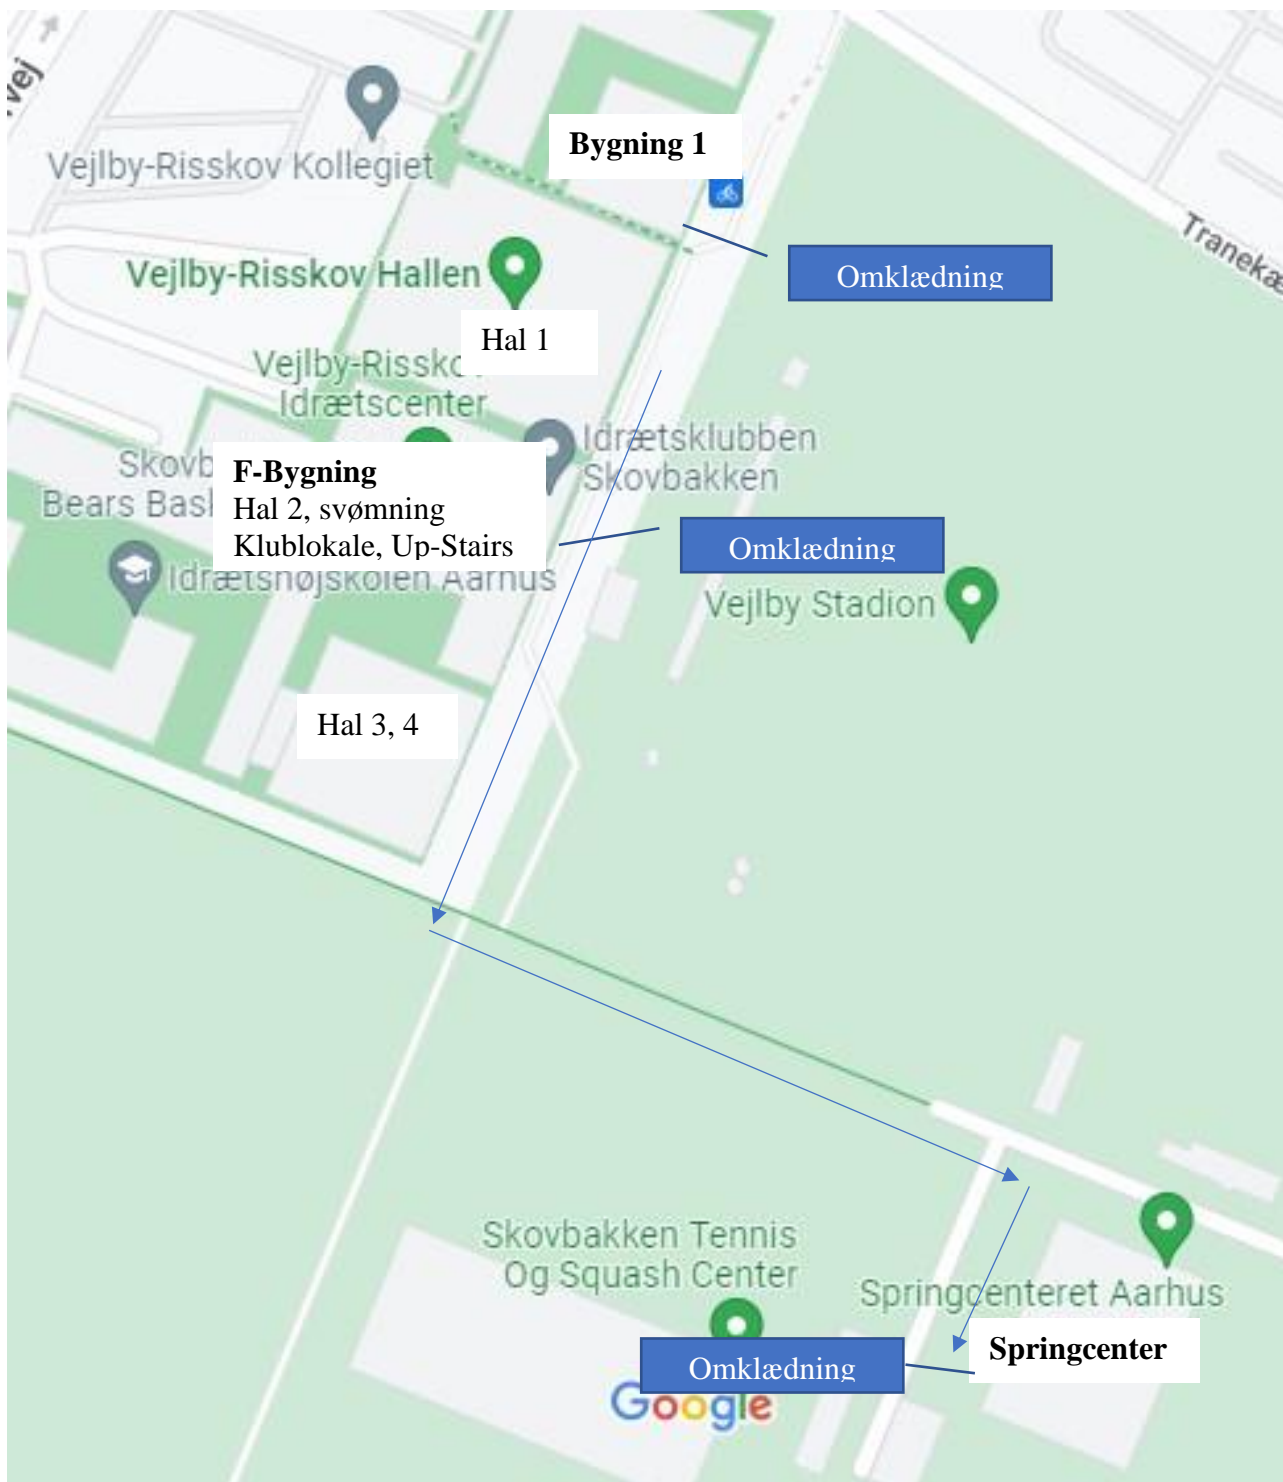 vej
Vejlby-Risskov Kollegiet
Bygning 1
Tranekæ
Vejlby-Risskov Hallen
Omklædning
Hal 1
Vejlby-Risskov
Idrætscenter
Idrætsklubben
Skovbakken
Skovb
Bears Bask
F-Bygning
Hal 2, svømning
Klublokale, Up-Stairs
Omklædning
Idrætshøjskolen Aarhus
Vejlby Stadion
Hal 3, 4
Skovbakken Tennis
Og Squash Center
Springcenteret Aarhus
Springcenter
Omklædning
Google